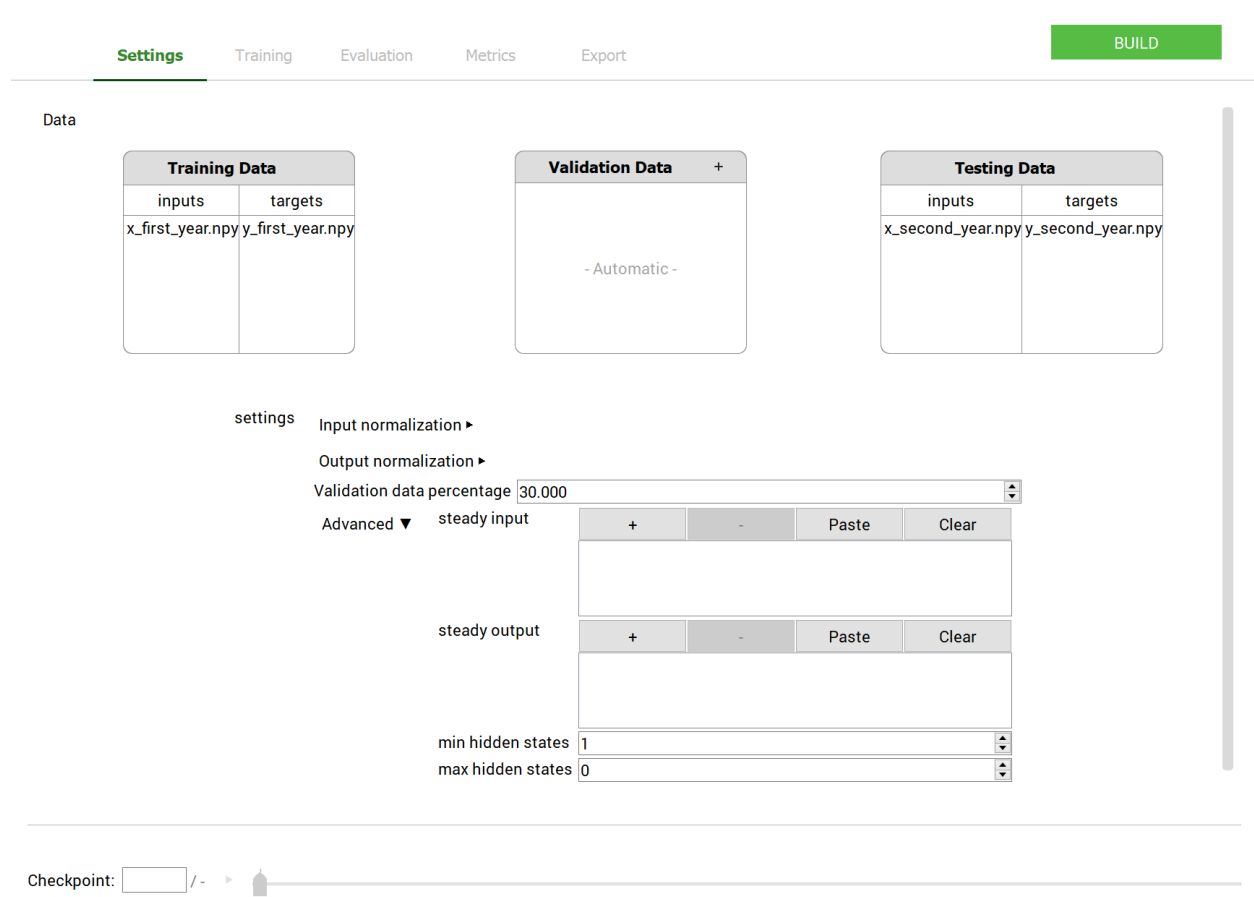 Settings Training Evaluation Metrics Export BUILD
Data
Training Data Validation Data + Testing Data
inputs targets inputs targets
x_first_year.npy y_first_year.npy x_second_year.npy y_second_year.npy
- Automatic -
settings Input normalization ▸
Output normalization ▸
Validation data percentage 30.000
Advanced ▼ steady input + - Paste Clear
steady output + - Paste Clear
min hidden states 1
max hidden states 0
Checkpoint: / -